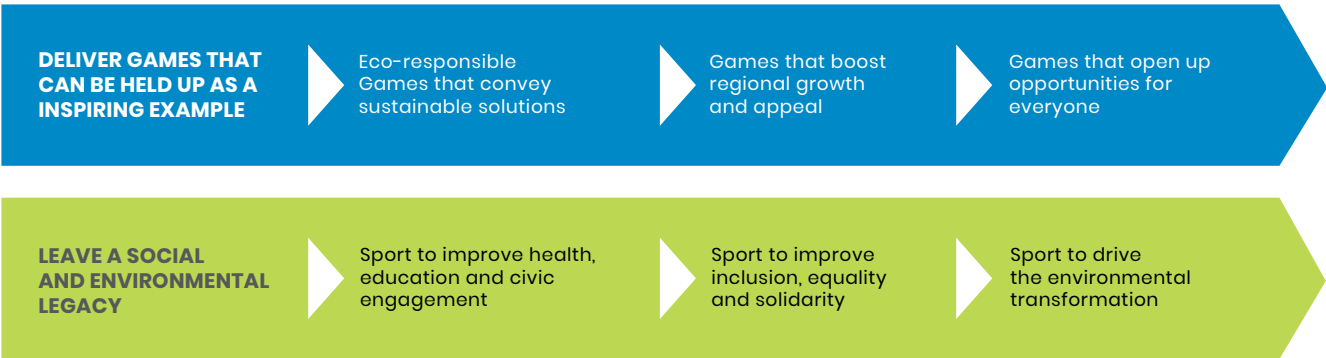 DELIVER GAMES THAT
CAN BE HELD UP AS A
INSPIRING EXAMPLE
Eco-responsible
Games that convey
sustainable solutions
Games that boost
regional growth
and appeal
Games that open up
opportunities for
everyone
LEAVE A SOCIAL
AND ENVIRONMENTAL
LEGACY
Sport to improve health,
education and civic
engagement
Sport to improve
inclusion, equality
and solidarity
Sport to drive
the environmental
transformation